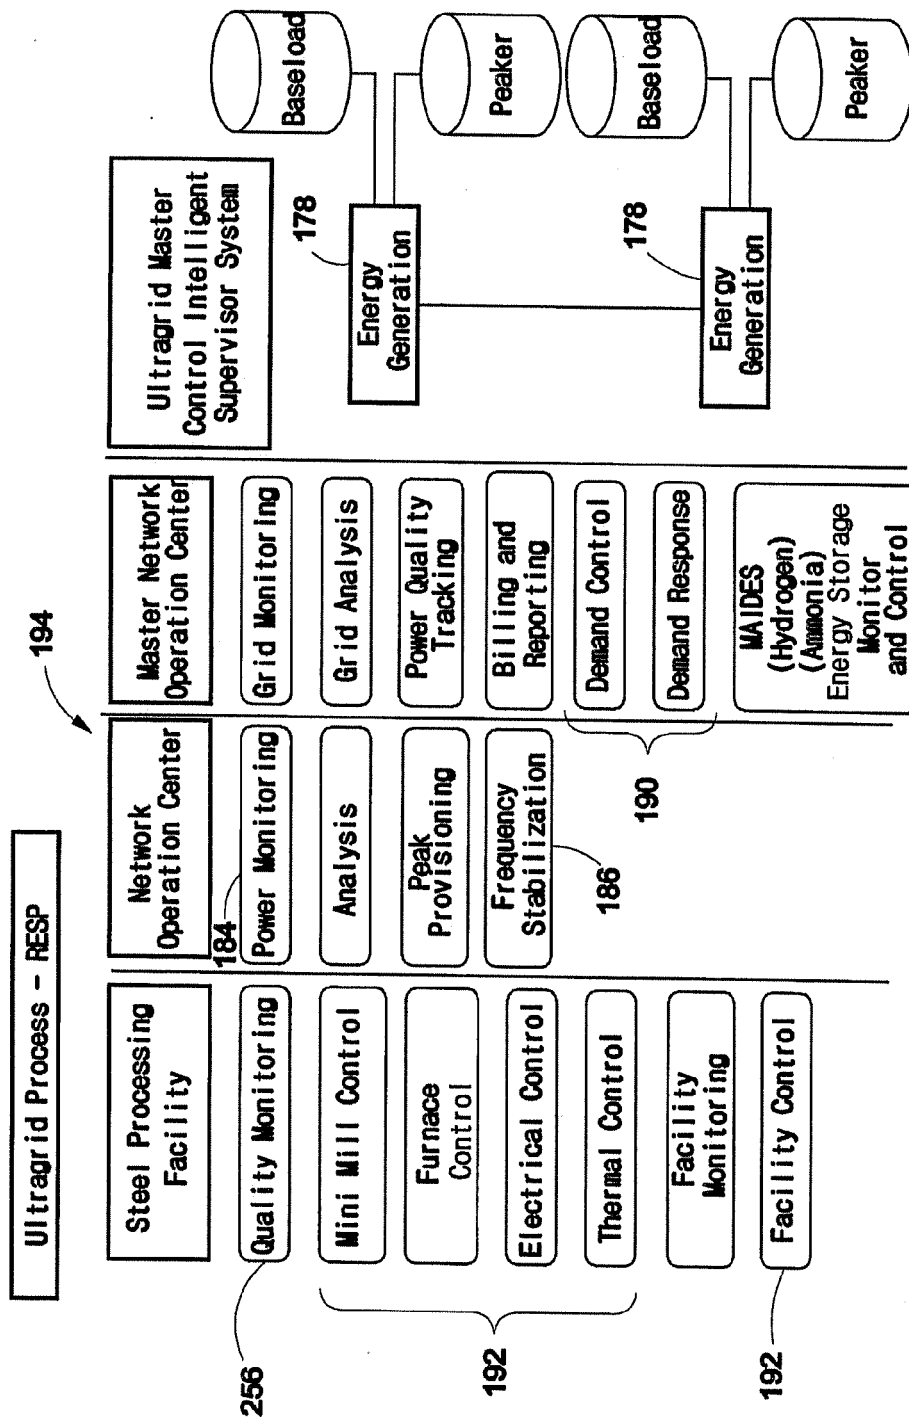 Ultragrid Process - RESP
194
Steel Processing
Facility
Quality Monitoring
256
Mini Mill Control
Furnace
Control
Electrical Control
Thermal Control
192
Facility
Monitoring
Facility Control
192
Network
Operation Center
184
Power Monitoring
Analysis
Peak
Provisioning
Frequency
Stabilization
186
Master Network
Operation Center
Grid Monitoring
Grid Analysis
Power Quality
Tracking
Billing and
Reporting
Demand Control
Demand Response
190
MAIDES
(Hydrogen)
(Ammonia)
Energy Storage
Monitor
and Control
Ultragrid Master
Control Intelligent
Supervisor System
178
Energy
Generation
Baseload
Peaker
178
Energy
Generation
Baseload
Peaker